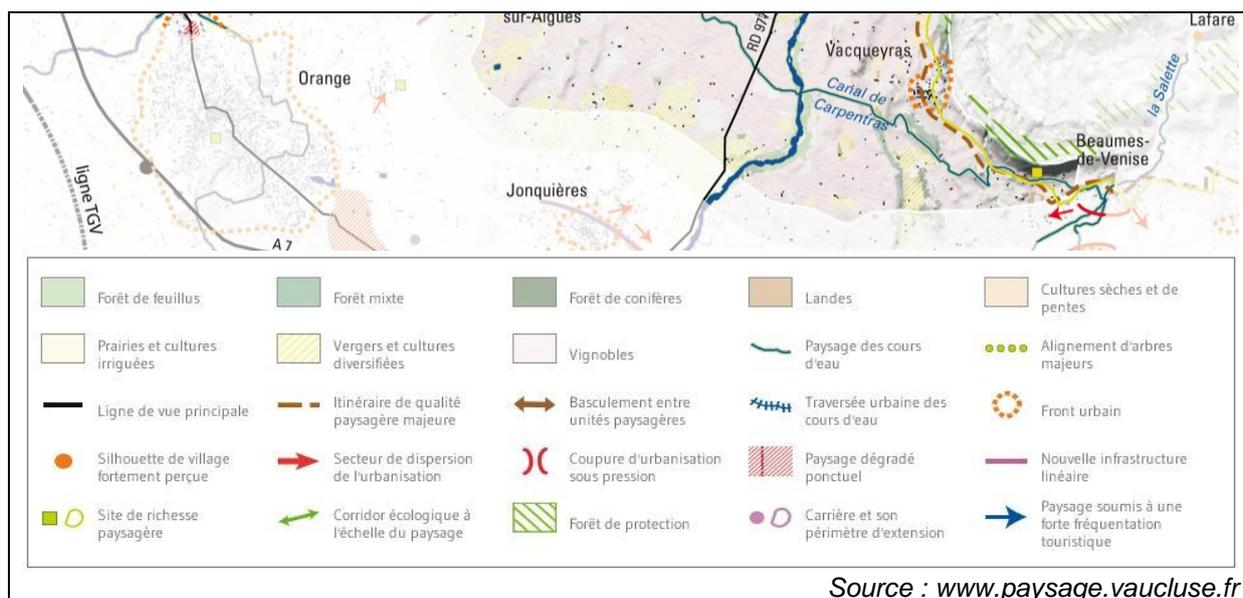 sur-Aigues
Lafare
RD 977
Vacqueyras
Orange
la Salette
Canal de
Carpentras
Beaumes-
de-Venise
ligne TGV
Jonquières
A 7
Forêt de feuillus
Forêt mixte
Forêt de conifères
Landes
Cultures sèches et de
pentes
Prairies et cultures
irriguées
Vergers et cultures
diversifiées
Vignobles
Paysage des cours
d'eau
Alignement d'arbres
majeurs
Ligne de vue principale
Itinéraire de qualité
paysagère majeure
Basculement entre
unités paysagères
Traversée urbaine des
cours d'eau
Front urbain
Silhouette de village
fortement perçue
Secteur de dispersion
de l'urbanisation
Coupure d'urbanisation
sous pression
Paysage dégradé
ponctuel
Nouvelle infrastructure
linéaire
Site de richesse
paysagère
Corridor écologique à
l'échelle du paysage
Forêt de protection
Carrière et son
périmètre d'extension
Paysage soumis à une
forte fréquentation
touristique
Source : www.paysage.vaucluse.fr